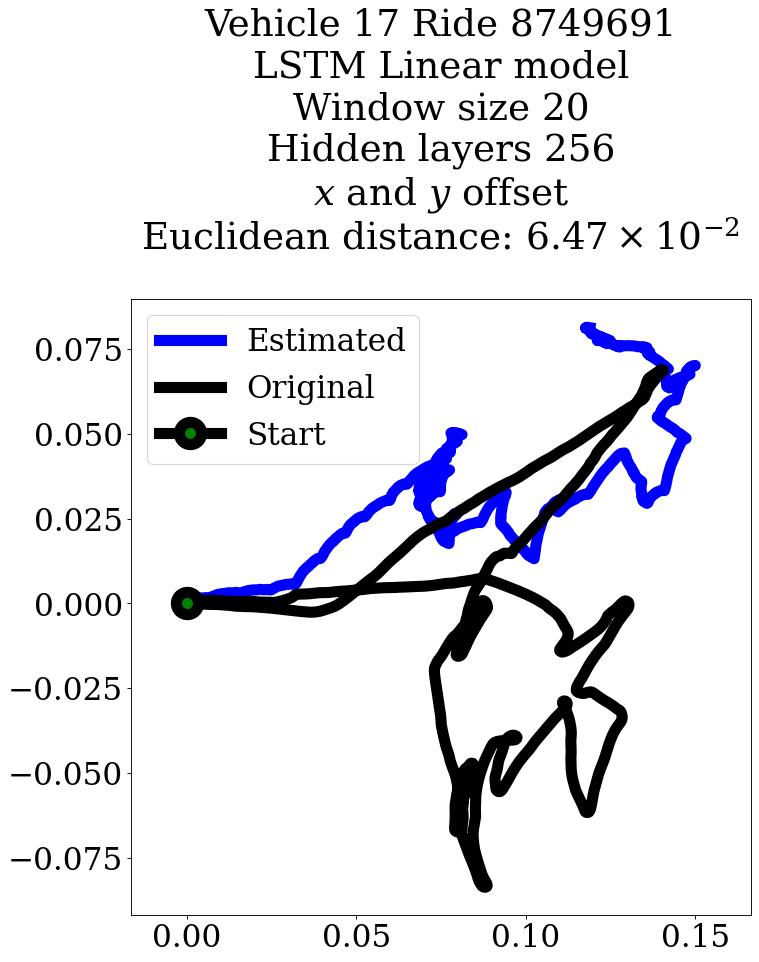 Vehicle 17 Ride 8749691
LSTM Linear model
Window size 20
Hidden layers 256
x and y offset
Euclidean distance: 6.47 × 10⁻²
Estimated
Original
Start
0.075
0.050
0.025
0.000
−0.025
−0.050
−0.075
0.00 0.05 0.10 0.15